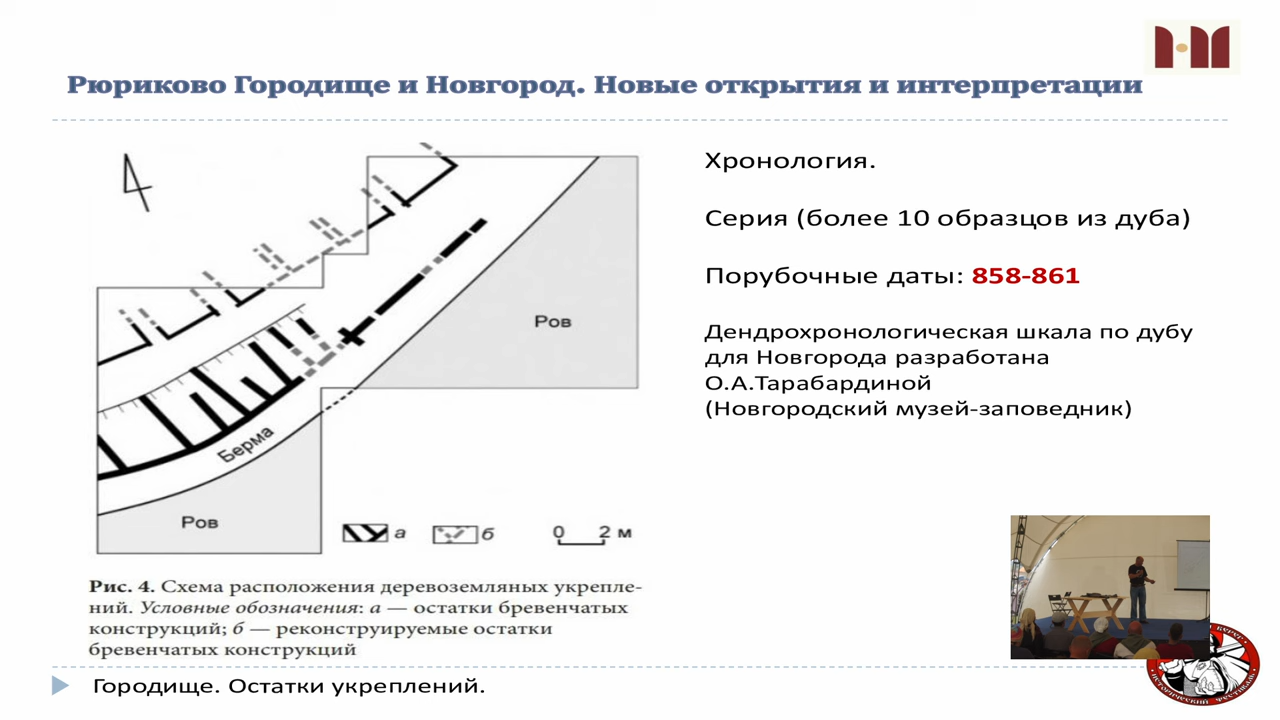 Рюриково Городище и Новгород. Новые открытия и интерпретации
Хронология.
Серия (более 10 образцов из дуба)
Порубочные даты: 858-861
Дендрохронологическая шкала по дубу
для Новгорода разработана
О.А.Тарабардиной
(Новгородский музей-заповедник)
Ров
Берма
Ров
а
б
0 2 м
Рис. 4. Схема расположения деревоземляных укрепле-
ний. Условные обозначения: а — остатки бревенчатых
конструкций; б — реконструируемые остатки
бревенчатых конструкций
Городище. Остатки укреплений.
ИСТОРИЧЕСКИЙ ФЕСТИВАЛЬ